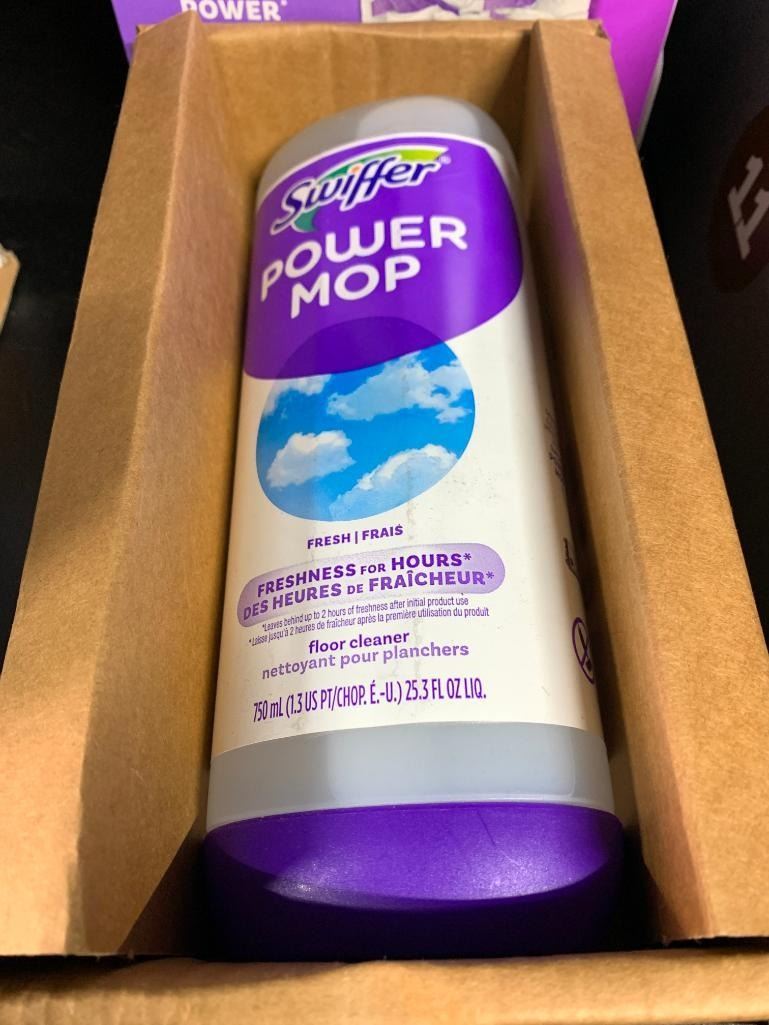 POWER*
Swiffer®
POWER
MOP
FRESH | FRAIS
FRESHNESS FOR HOURS*
DES HEURES DE FRAÎCHEUR*
*Leaves behind up to 2 hours of freshness after initial product use
*Laisse jusqu'à 2 heures de fraîcheur après la première utilisation du produit
floor cleaner
nettoyant pour planchers
750 mL (1.3 US PT/CHOP. É.-U.) 25.3 FL OZ LIQ.